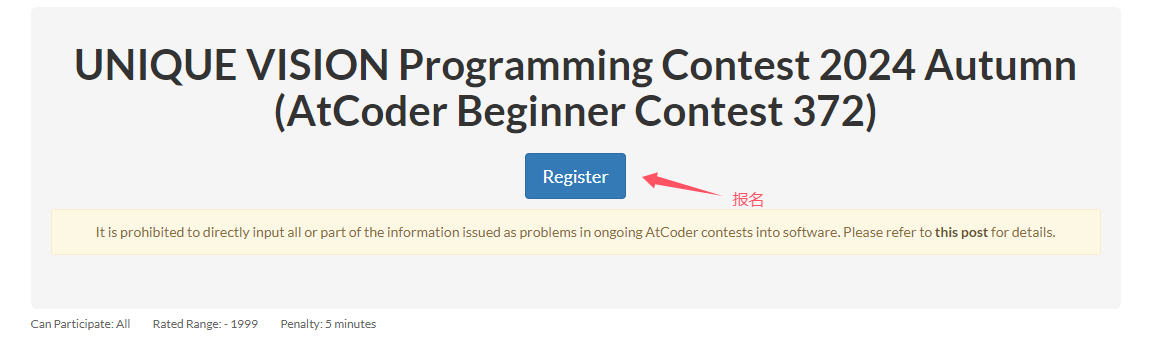 UNIQUE VISION Programming Contest 2024 Autumn
(AtCoder Beginner Contest 372)
Register
报名
It is prohibited to directly input all or part of the information issued as problems in ongoing AtCoder contests into software. Please refer to this post for details.
Can Participate: All Rated Range: - 1999 Penalty: 5 minutes